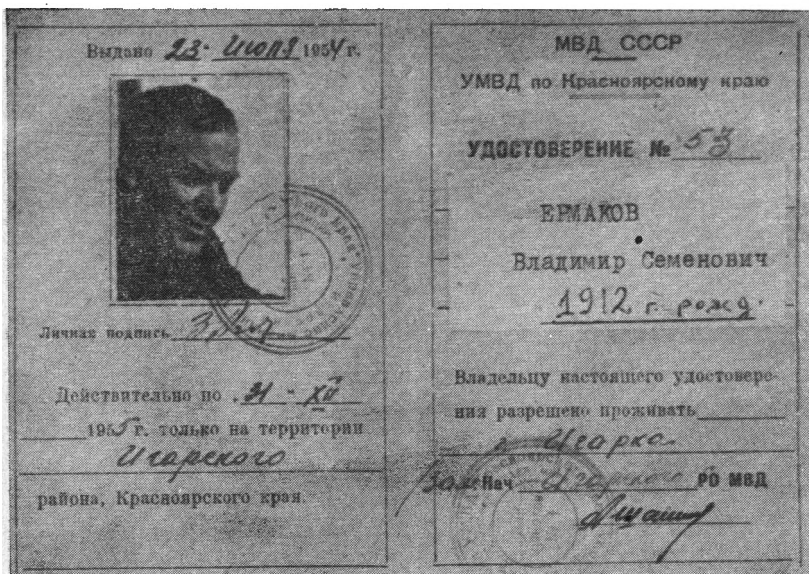 Выдано 23. Июля 1954 г.
Личная подпись
Действительно по 31 - XII
1955 г. только на территории
Игарского
района, Красноярского края.
МВД СССР
УМВД по Красноярскому краю
УДОСТОВЕРЕНИЕ № 53
ЕРМАКОВ
Владимир Семенович
1912 г. рожд.
Владельцу настоящего удостовере-
ния разрешено проживать
г. Игарка
Зам Нач Игарского РО МВД